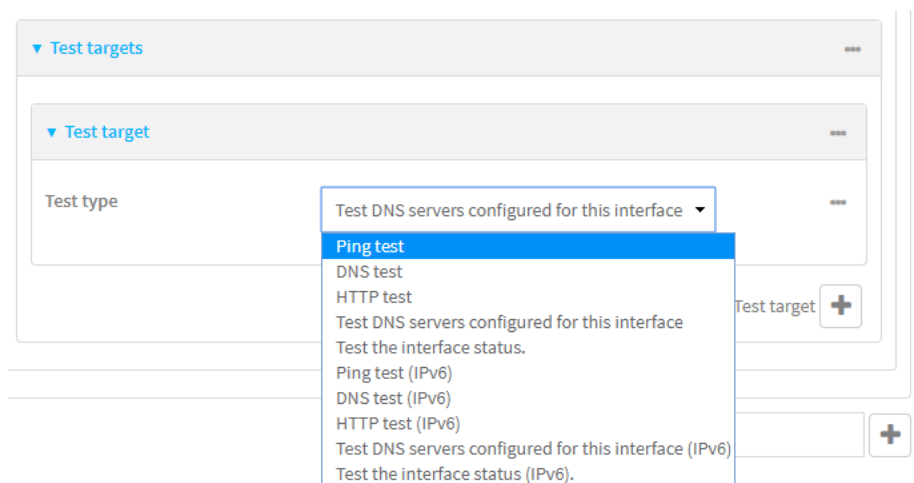 Test targets
Test target
Test type
Test DNS servers configured for this interface
Ping test
DNS test
HTTP test
Test DNS servers configured for this interface
Test the interface status.
Ping test (IPv6)
DNS test (IPv6)
HTTP test (IPv6)
Test DNS servers configured for this interface (IPv6)
Test the interface status (IPv6).
Test target